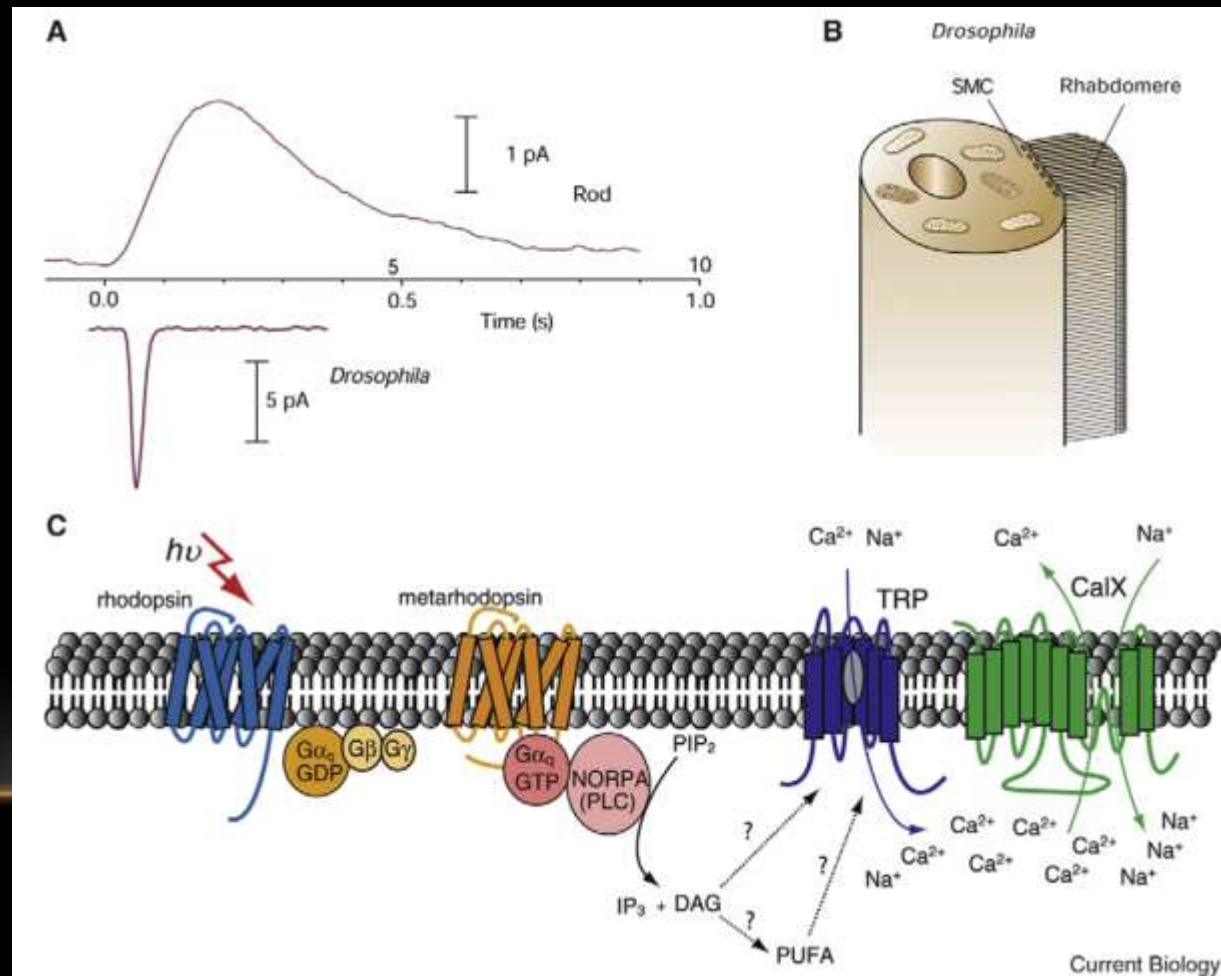 A
1 pA
Rod
5
10
0.0
0.5
1.0
Time (s)
Drosophila
5 pA
B
Drosophila
SMC
Rhabdomere
C
hυ
rhodopsin
metarhodopsin
Ca²⁺ Na⁺
TRP
Ca²⁺
CalX
Na⁺
Gαq
GDP
Gβ
Gγ
Gαq
GTP
NORPA
(PLC)
PIP₂
IP₃ + DAG
?
?
?
PUFA
Na⁺
Ca²⁺
Ca²⁺
Ca²⁺
Ca²⁺
Ca²⁺
Ca²⁺
Na⁺
Na⁺
Na⁺
Current Biology